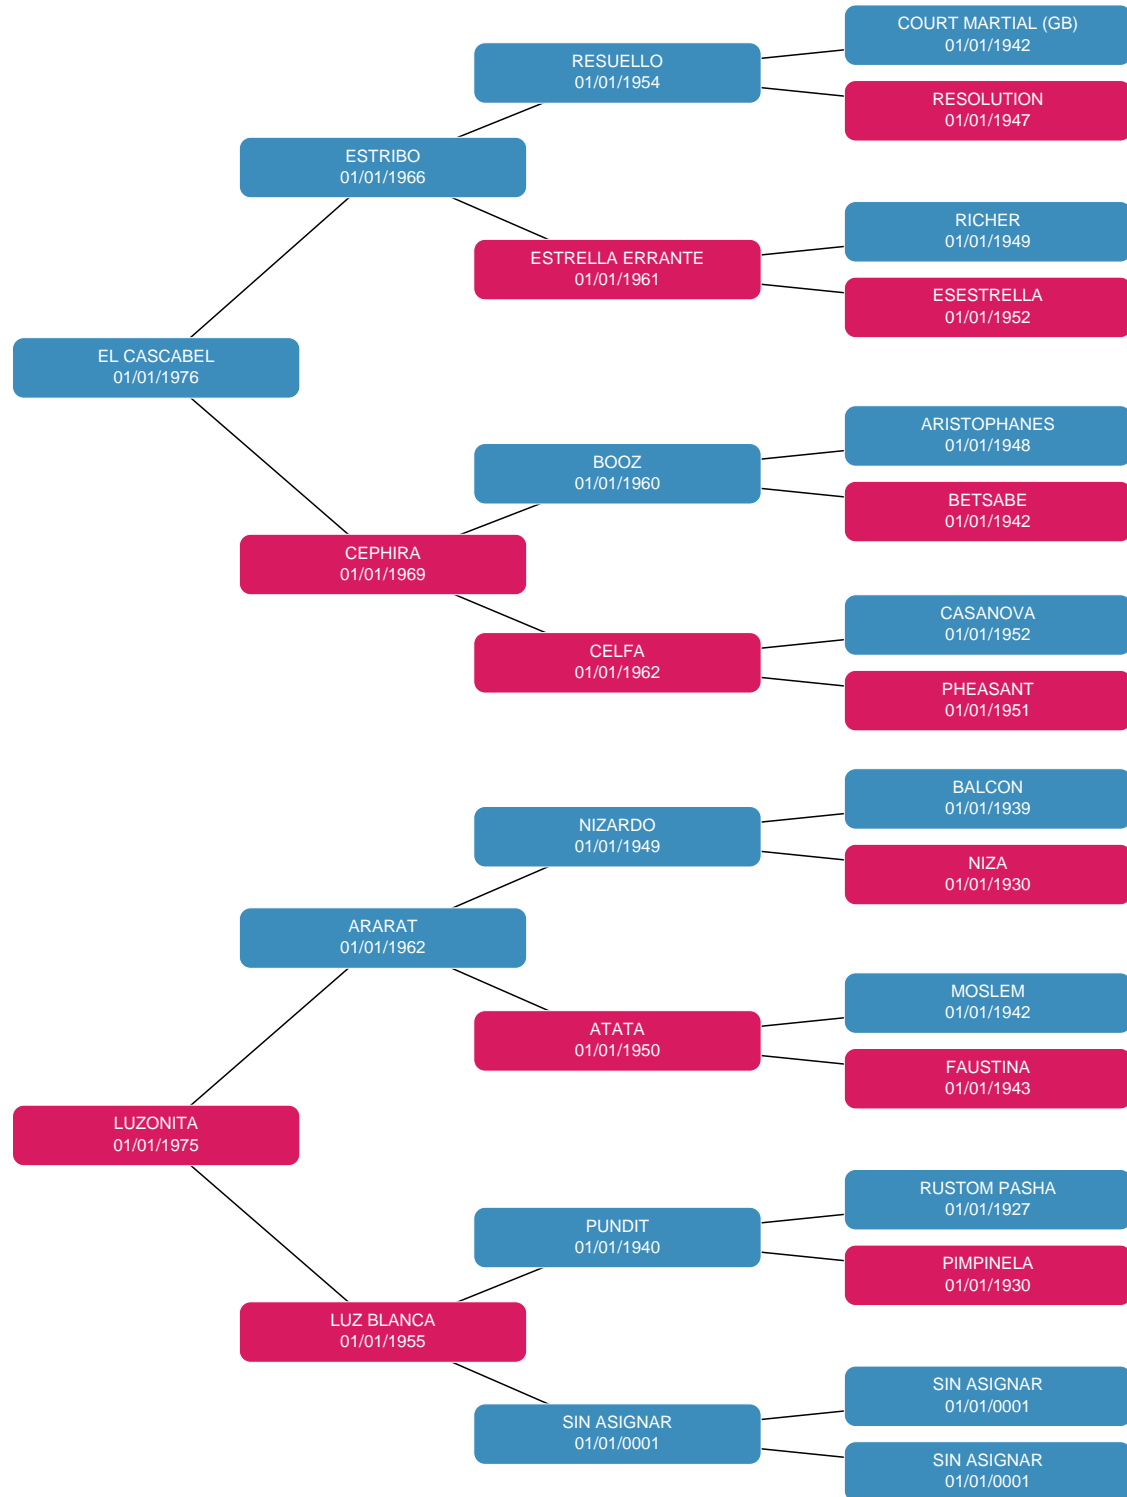 COURT MARTIAL (GB)
01/01/1942
RESUELLO
01/01/1954
RESOLUTION
01/01/1947
ESTRIBO
01/01/1966
RICHER
01/01/1949
ESTRELLA ERRANTE
01/01/1961
ESESTRELLA
01/01/1952
EL CASCABEL
01/01/1976
ARISTOPHANES
01/01/1948
BOOZ
01/01/1960
BETSABE
01/01/1942
CEPHIRA
01/01/1969
CASANOVA
01/01/1952
CELFA
01/01/1962
PHEASANT
01/01/1951
BALCON
01/01/1939
NIZARDO
01/01/1949
NIZA
01/01/1930
ARARAT
01/01/1962
MOSLEM
01/01/1942
ATATA
01/01/1950
FAUSTINA
01/01/1943
LUZONITA
01/01/1975
RUSTOM PASHA
01/01/1927
PUNDIT
01/01/1940
PIMPINELA
01/01/1930
LUZ BLANCA
01/01/1955
SIN ASIGNAR
01/01/0001
SIN ASIGNAR
01/01/0001
SIN ASIGNAR
01/01/0001